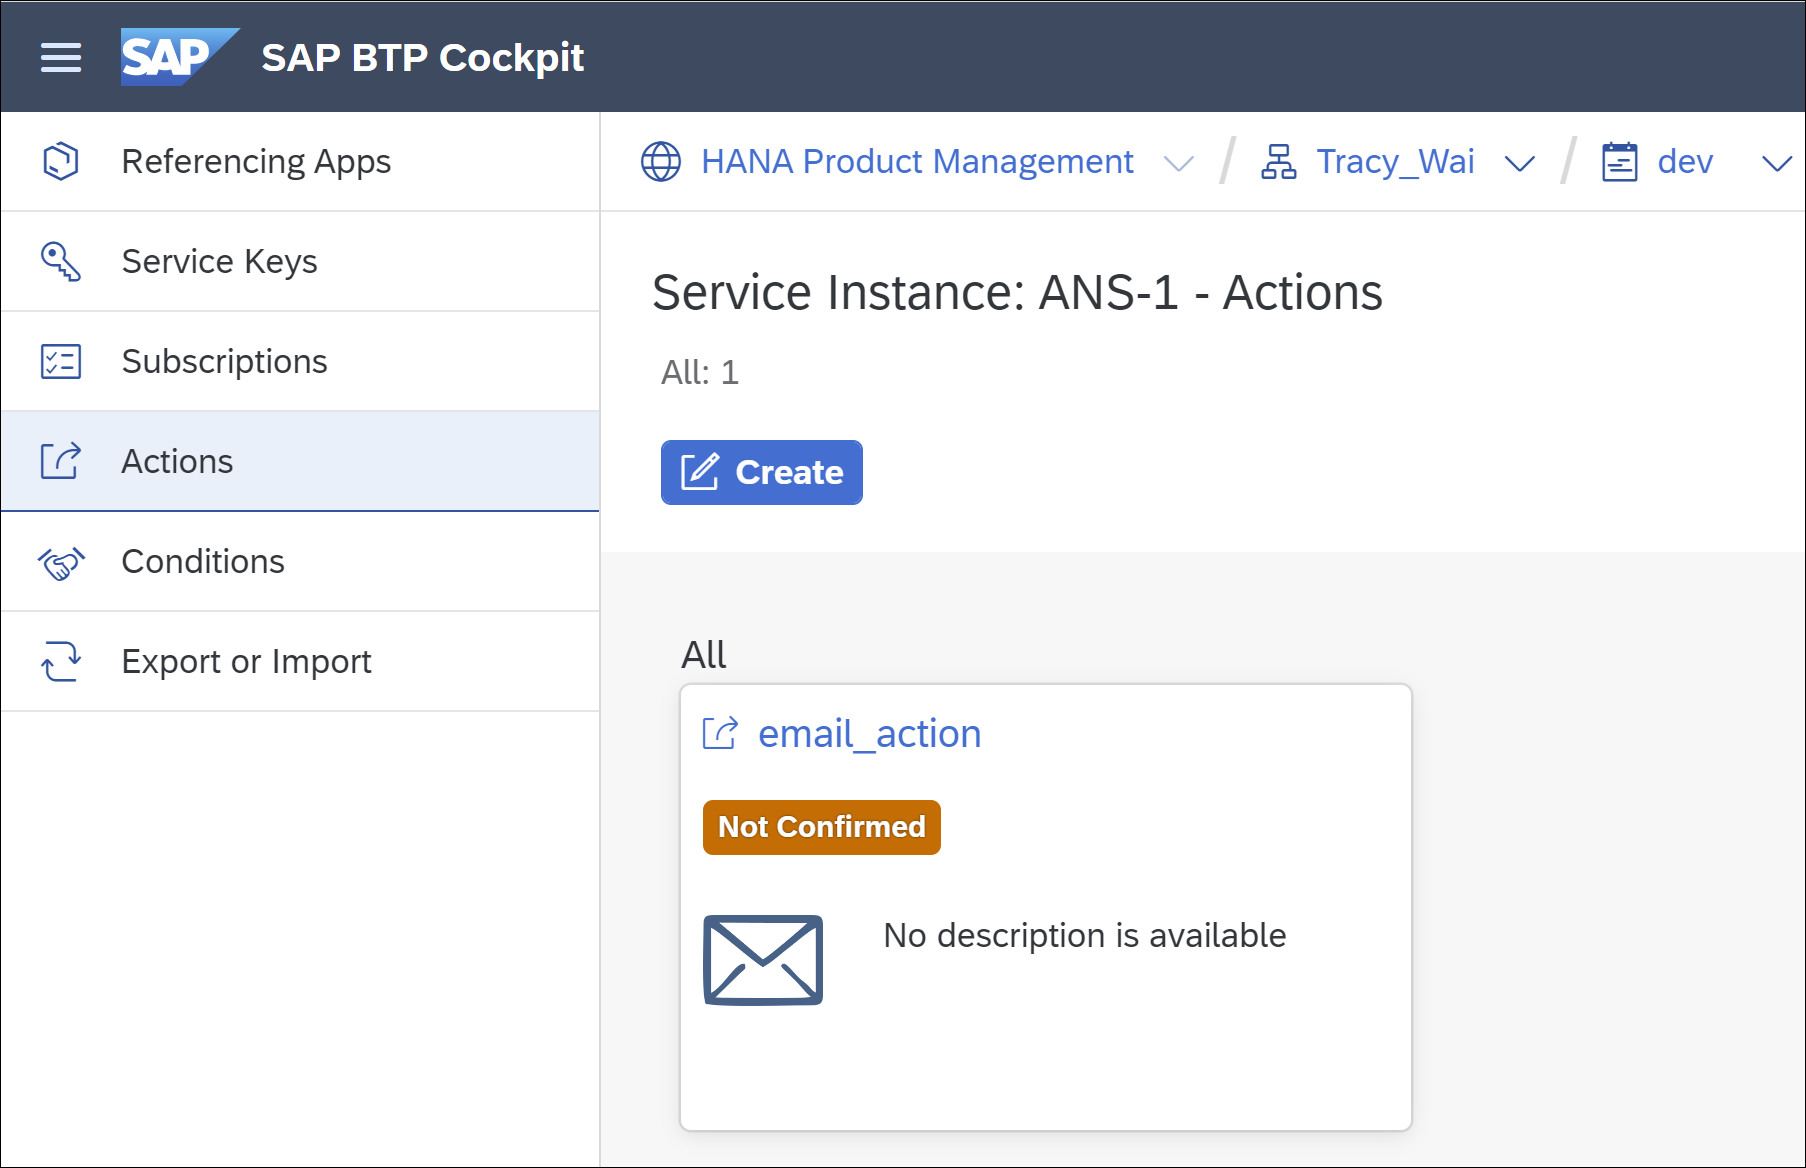 SAP SAP BTP Cockpit
Referencing Apps
Service Keys
Subscriptions
Actions
Conditions
Export or Import
HANA Product Management / Tracy_Wai / dev
Service Instance: ANS-1 - Actions
All: 1
Create
All
email_action
Not Confirmed
No description is available